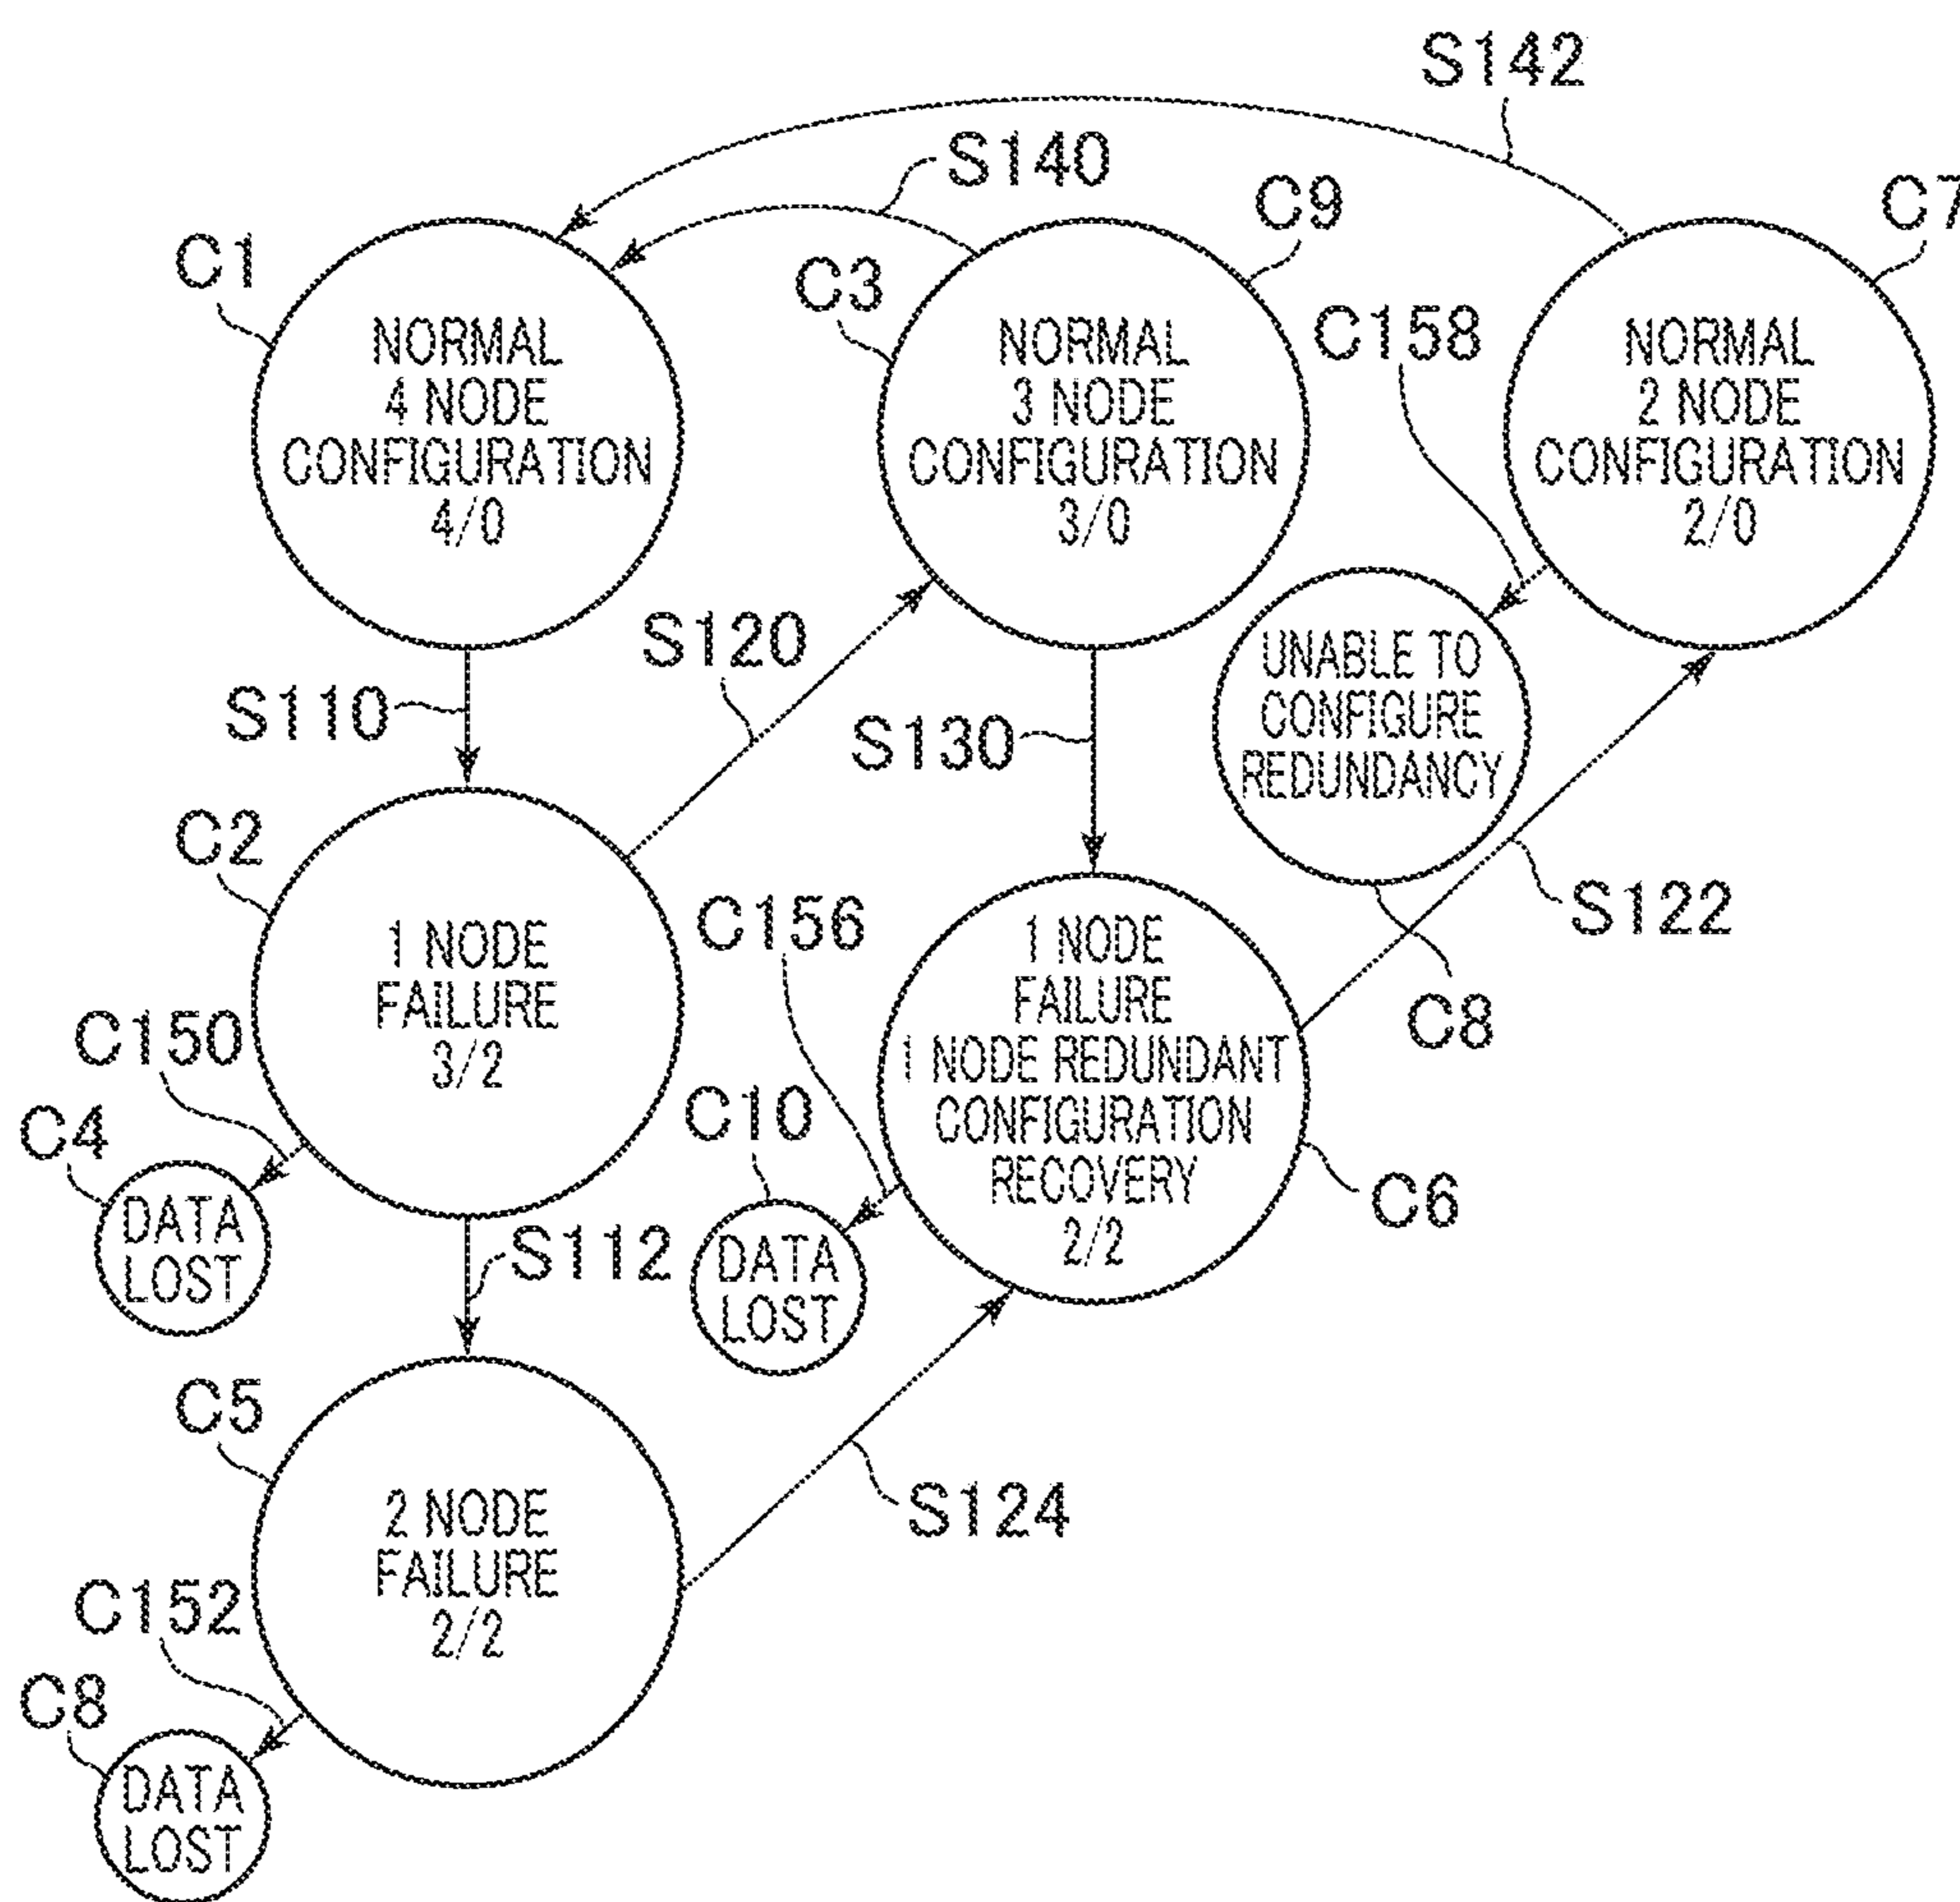 S142
S140
C9
C7
C1
C3
C158
NORMAL
4 NODE
CONFIGURATION
4/0
NORMAL
3 NODE
CONFIGURATION
3/0
NORMAL
2 NODE
CONFIGURATION
2/0
S120
S110
S130
UNABLE TO
CONFIGURE
REDUNDANCY
C2
C156
S122
C8
1 NODE
FAILURE
3/2
1 NODE
FAILURE
1 NODE REDUNDANT
CONFIGURATION
RECOVERY
2/2
C150
C4
C10
C6
DATA
LOST
S112
DATA
LOST
C5
S124
2 NODE
FAILURE
2/2
C152
C8
DATA
LOST